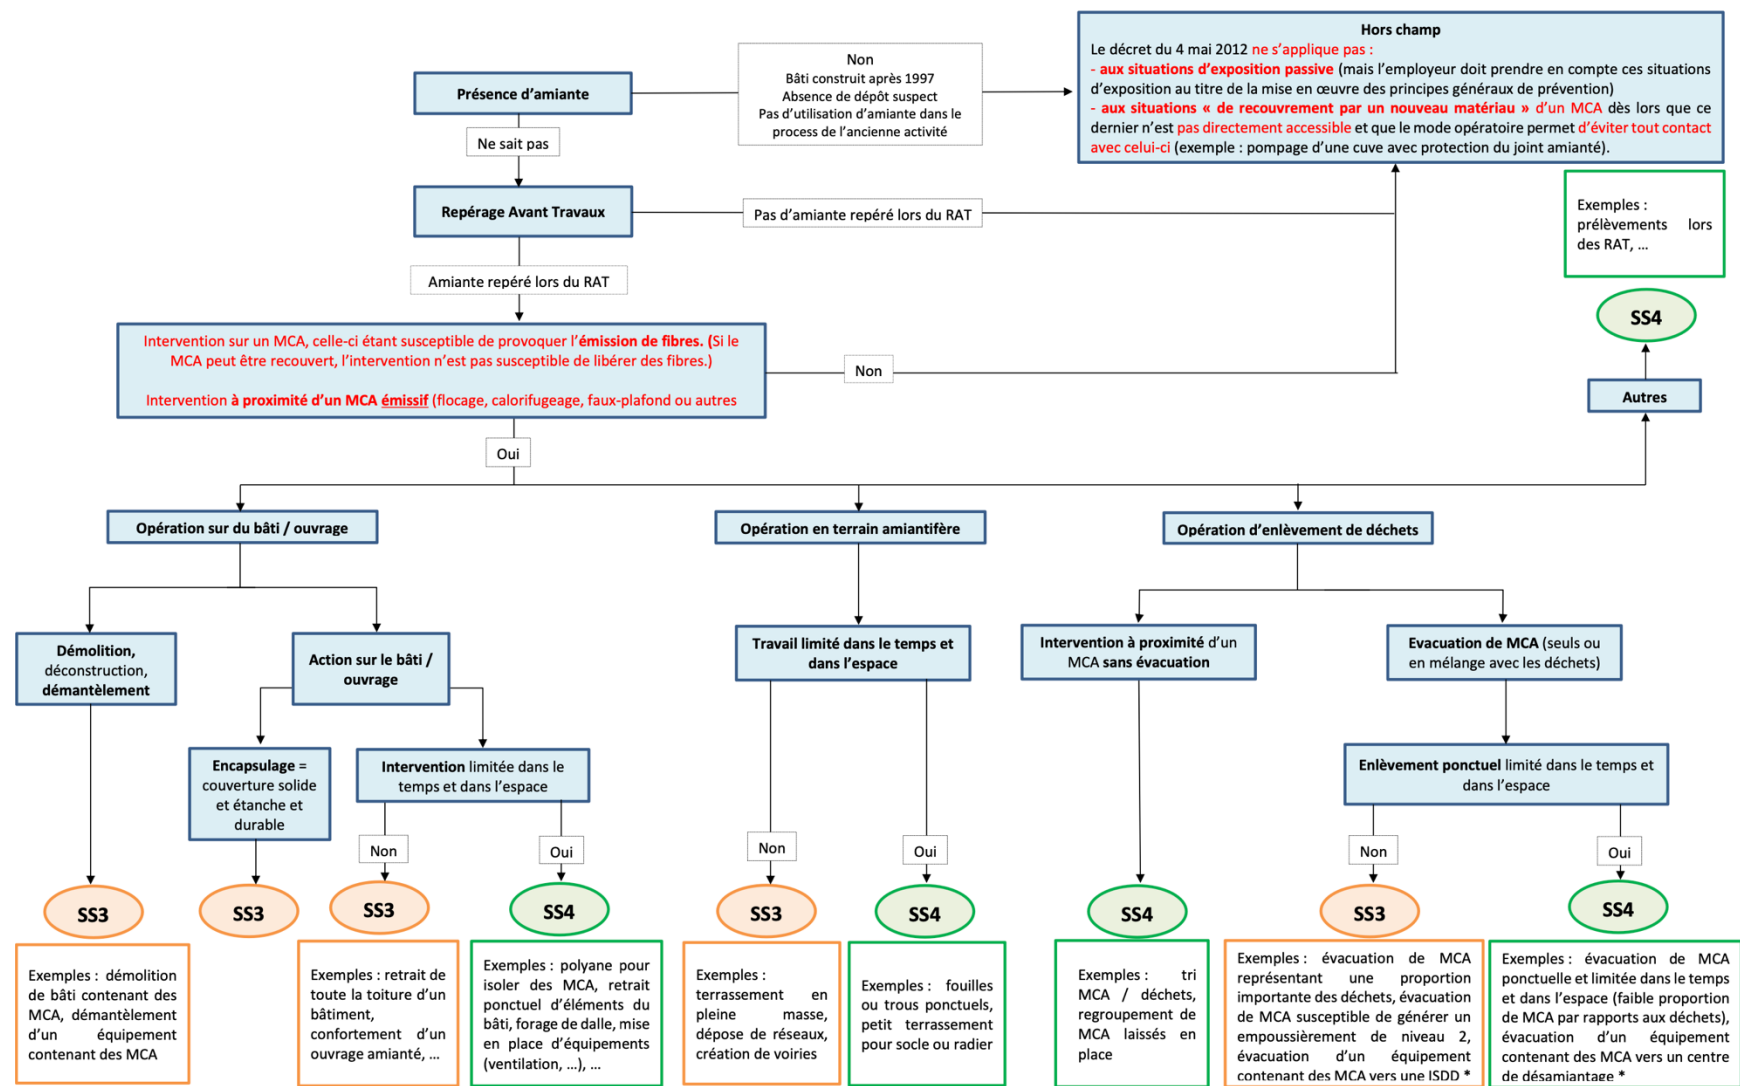 Présence d'amiante
Non
Bâti construit après 1997
Absence de dépôt suspect
Pas d'utilisation d'amiante dans le
process de l'ancienne activité
Hors champ
Le décret du 4 mai 2012 ne s'applique pas :
- aux situations d'exposition passive (mais l'employeur doit prendre en compte ces situations
d'exposition au titre de la mise en œuvre des principes généraux de prévention)
- aux situations « de recouvrement par un nouveau matériau » d'un MCA dès lors que ce
dernier n'est pas directement accessible et que le mode opératoire permet d'éviter tout contact
avec celui-ci (exemple : pompage d'une cuve avec protection du joint amianté).
Ne sait pas
Repérage Avant Travaux
Pas d'amiante repéré lors du RAT
Exemples :
prélèvements lors
des RAT, …
Amiante repéré lors du RAT
SS4
Intervention sur un MCA, celle-ci étant susceptible de provoquer l'émission de fibres. (Si le
MCA peut être recouvert, l'intervention n'est pas susceptible de libérer des fibres.)
Intervention à proximité d'un MCA émissif (flocage, calorifugeage, faux-plafond ou autres
Non
Autres
Oui
Opération sur du bâti / ouvrage
Opération en terrain amiantifère
Opération d'enlèvement de déchets
Démolition,
déconstruction,
démantèlement
Action sur le bâti /
ouvrage
Travail limité dans le temps et
dans l'espace
Intervention à proximité d'un
MCA sans évacuation
Evacuation de MCA (seuls ou
en mélange avec les déchets)
Encapsulage =
couverture solide
et étanche et
durable
Intervention limitée dans le
temps et dans l'espace
Enlèvement ponctuel limité dans le temps et
dans l'espace
Non
Oui
Non
Oui
Non
Oui
SS3
SS3
SS3
SS4
SS3
SS4
SS4
SS3
SS4
Exemples : démolition
de bâti contenant des
MCA, démantèlement
d'un équipement
contenant des MCA
Exemples : retrait de
toute la toiture d'un
bâtiment,
confortement d'un
ouvrage amianté, …
Exemples : polyane pour
isoler des MCA, retrait
ponctuel d'éléments du
bâti, forage de dalle, mise
en place d'équipements
(ventilation, …), …
Exemples :
terrassement en
pleine masse,
dépose de réseaux,
création de voiries
Exemples : fouilles
ou trous ponctuels,
petit terrassement
pour socle ou radier
Exemples : tri
MCA / déchets,
regroupement de
MCA laissés en
place
Exemples : évacuation de MCA
représentant une proportion
importante des déchets, évacuation
de MCA susceptible de générer un
empoussièrement de niveau 2,
évacuation d'un équipement
contenant des MCA vers une ISDD *
Exemples : évacuation de MCA
ponctuelle et limitée dans le temps
et dans l'espace (faible proportion
de MCA par rapports aux déchets),
évacuation d'un équipement
contenant des MCA vers un centre
de désamiantage *